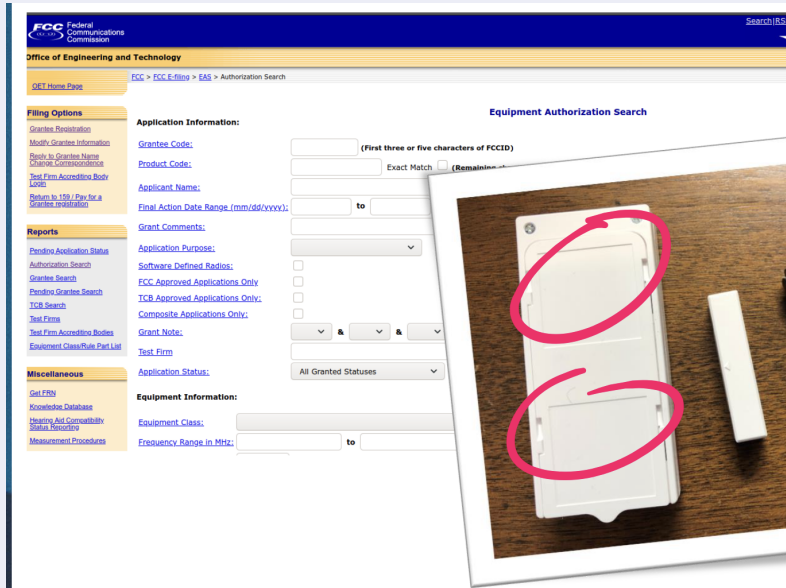 FCC Federal Communications Commission
Search|RSS
Office of Engineering and Technology
FCC > FCC E-filing > EAS > Authorization Search
OET Home Page
Filing Options
Grantee Registration
Modify Grantee Information
Reply to Grantee Name
Change Correspondence
Test Firm Accrediting Body
Login
Return to 159 / Pay for a
Grantee registration
Reports
Pending Application Status
Authorization Search
Grantee Search
Pending Grantee Search
TCB Search
Test Firms
Test Firm Accrediting Bodies
Equipment Class/Rule Part List
Miscellaneous
Get FRN
Knowledge Database
Hearing Aid Compatibility
Status Reporting
Measurement Procedures
Equipment Authorization Search
Application Information:
Grantee Code: (First three or five characters of FCCID)
Product Code: Exact Match (Remaining
Applicant Name:
Final Action Date Range (mm/dd/yyyy): to
Grant Comments:
Application Purpose:
Software Defined Radios:
FCC Approved Applications Only
TCB Approved Applications Only:
Composite Applications Only:
Grant Note: & &
Test Firm
Application Status: All Granted Statuses
Equipment Information:
Equipment Class:
Frequency Range in MHz: to